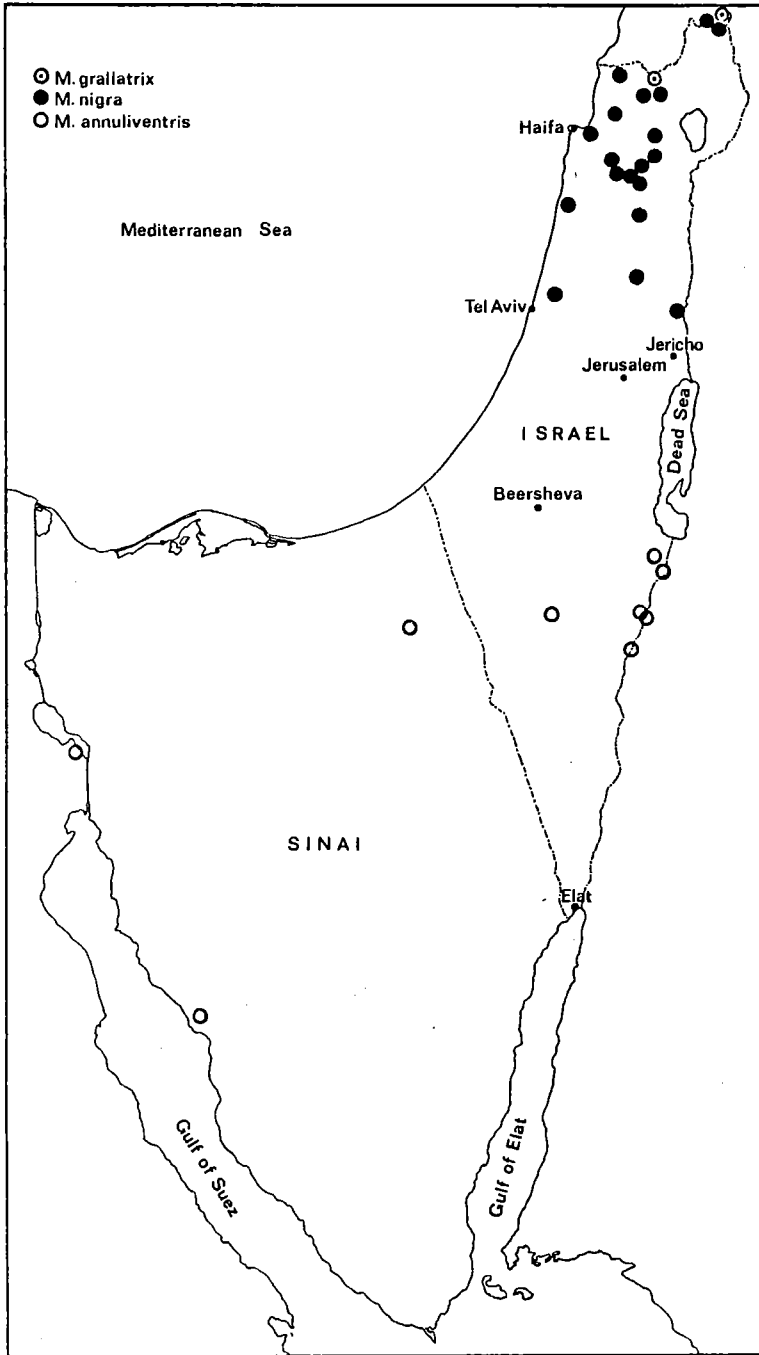 M. grallatrix
M. nigra
M. annuliventris
Haifa
Mediterranean Sea
Tel Aviv
Jericho
Jerusalem
ISRAEL
Dead Sea
Beersheva
SINAI
Elat
Gulf of Suez
Gulf of Elat